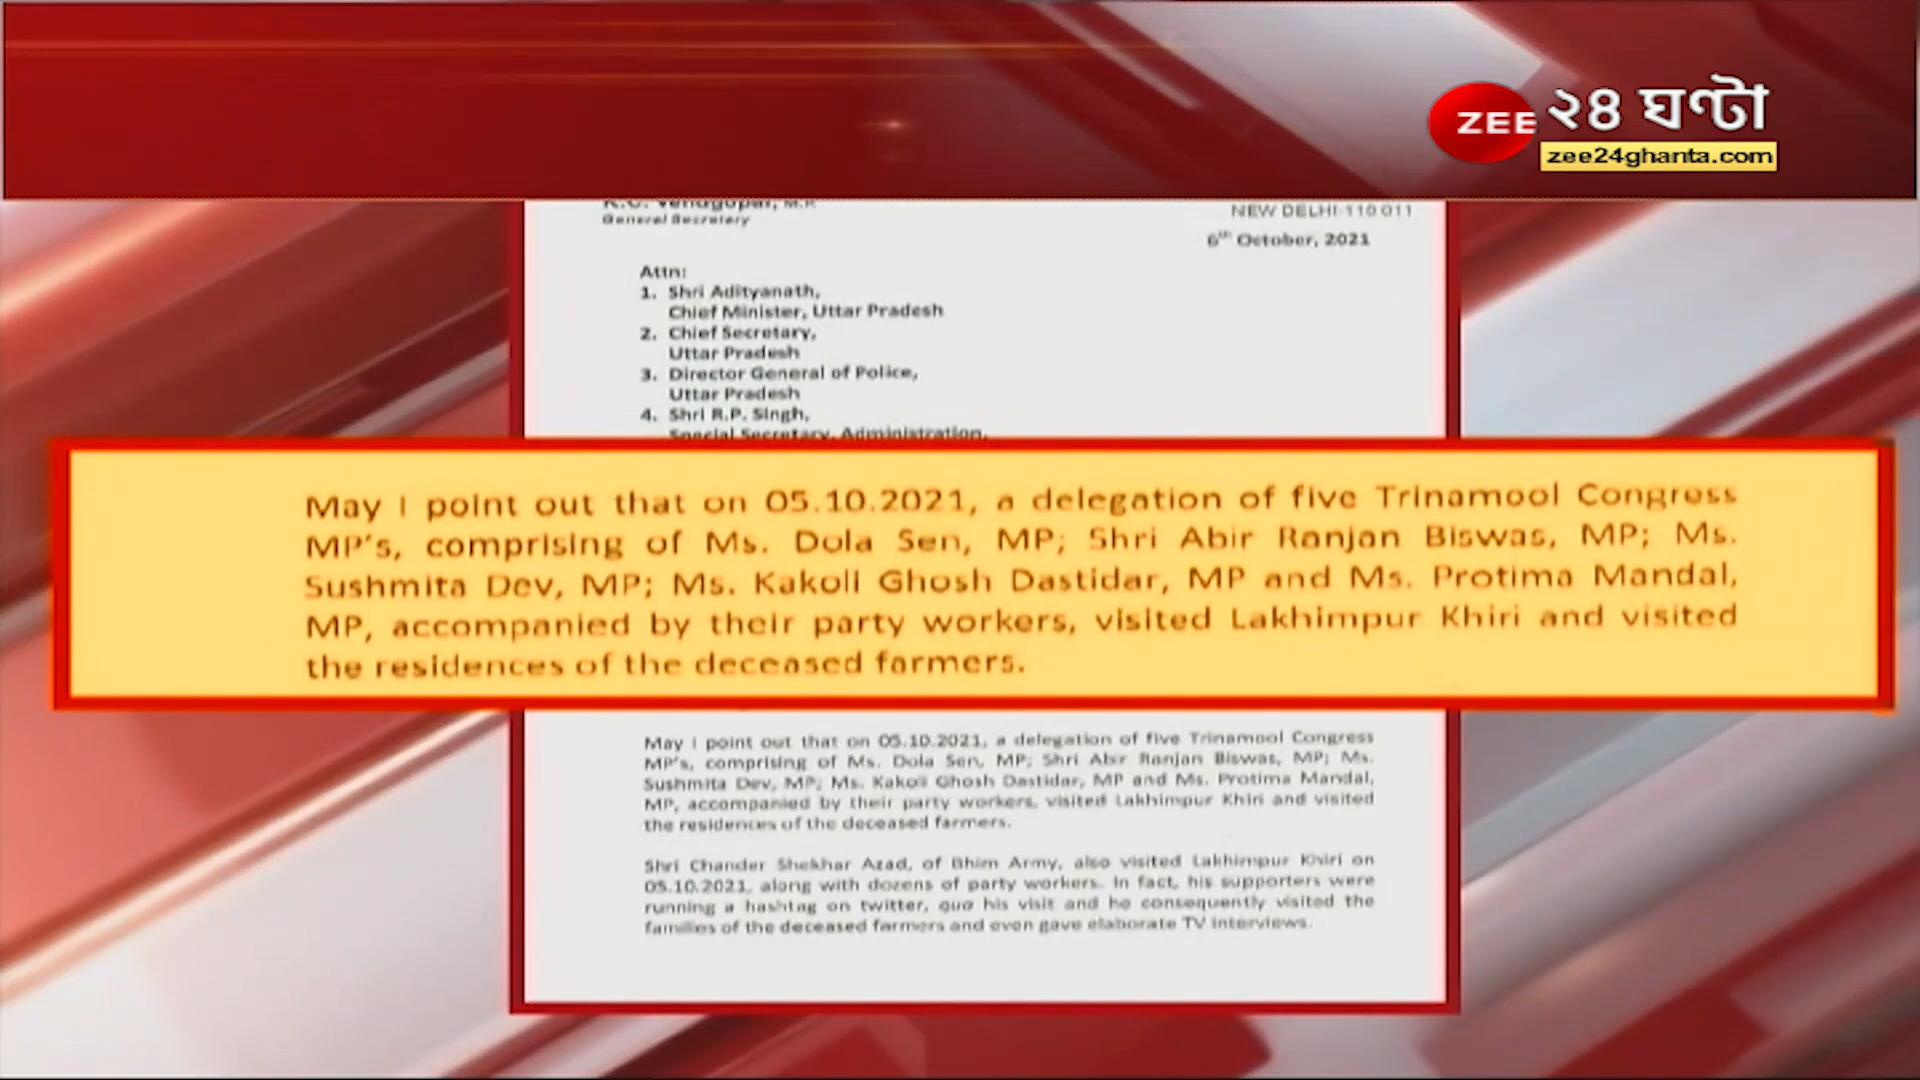 ZEE ২৪ ঘণ্টা
zee24ghanta.com
K.C. Venugopal, M.P.
General Secretary
NEW DELHI-110 011
6th October, 2021
Attn:
1. Shri Adityanath,
Chief Minister, Uttar Pradesh
2. Chief Secretary,
Uttar Pradesh
3. Director General of Police,
Uttar Pradesh
4. Shri R.P. Singh,
Special Secretary, Administration,
May I point out that on 05.10.2021, a delegation of five Trinamool Congress
MP's, comprising of Ms. Dola Sen, MP; Shri Abir Ranjan Biswas, MP; Ms.
Sushmita Dev, MP; Ms. Kakoli Ghosh Dastidar, MP and Ms. Protima Mandal,
MP, accompanied by their party workers, visited Lakhimpur Khiri and visited
the residences of the deceased farmers.
May I point out that on 05.10.2021, a delegation of five Trinamool Congress
MP's, comprising of Ms. Dola Sen, MP; Shri Abir Ranjan Biswas, MP; Ms.
Sushmita Dev, MP; Ms. Kakoli Ghosh Dastidar, MP and Ms. Protima Mandal,
MP, accompanied by their party workers, visited Lakhimpur Khiri and visited
the residences of the deceased farmers.
Shri Chander Shekhar Azad, of Bhim Army, also visited Lakhimpur Khiri on
05.10.2021, along with dozens of party workers. In fact, his supporters were
running a hashtag on twitter, qua his visit and he consequently visited the
families of the deceased farmers and even gave elaborate TV interviews.